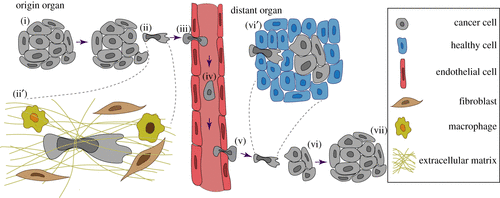 origin organ
distant organ
(i)
(ii)
(iii)
(vi′)
(iv)
(ii′)
(v)
(vi)
(vii)
cancer cell
healthy cell
endothelial cell
fibroblast
macrophage
extracellular matrix